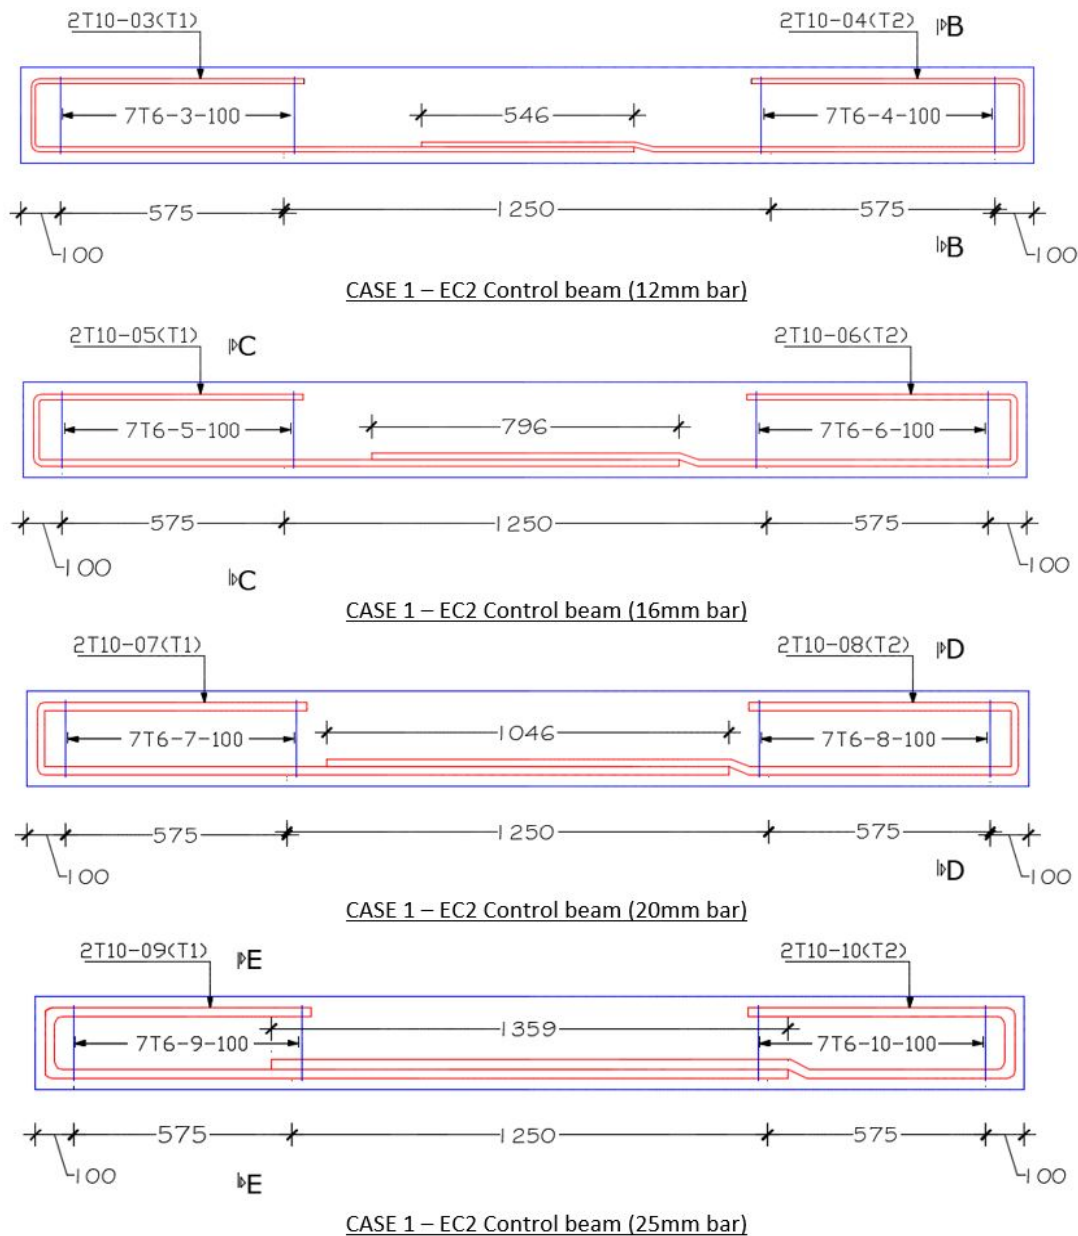 2T10-03(T1) 2T10-04(T2) B
7T6-3-100 546 7T6-4-100
575 1250 575
100 B 100
CASE 1 – EC2 Control beam (12mm bar)
2T10-05(T1) C 2T10-06(T2)
7T6-5-100 796 7T6-6-100
575 1250 575
100 C 100
CASE 1 – EC2 Control beam (16mm bar)
2T10-07(T1) 2T10-08(T2) D
7T6-7-100 1046 7T6-8-100
575 1250 575
100 D 100
CASE 1 – EC2 Control beam (20mm bar)
2T10-09(T1) E 2T10-10(T2)
1359
7T6-9-100 7T6-10-100
575 1250 575
100 E 100
CASE 1 – EC2 Control beam (25mm bar)